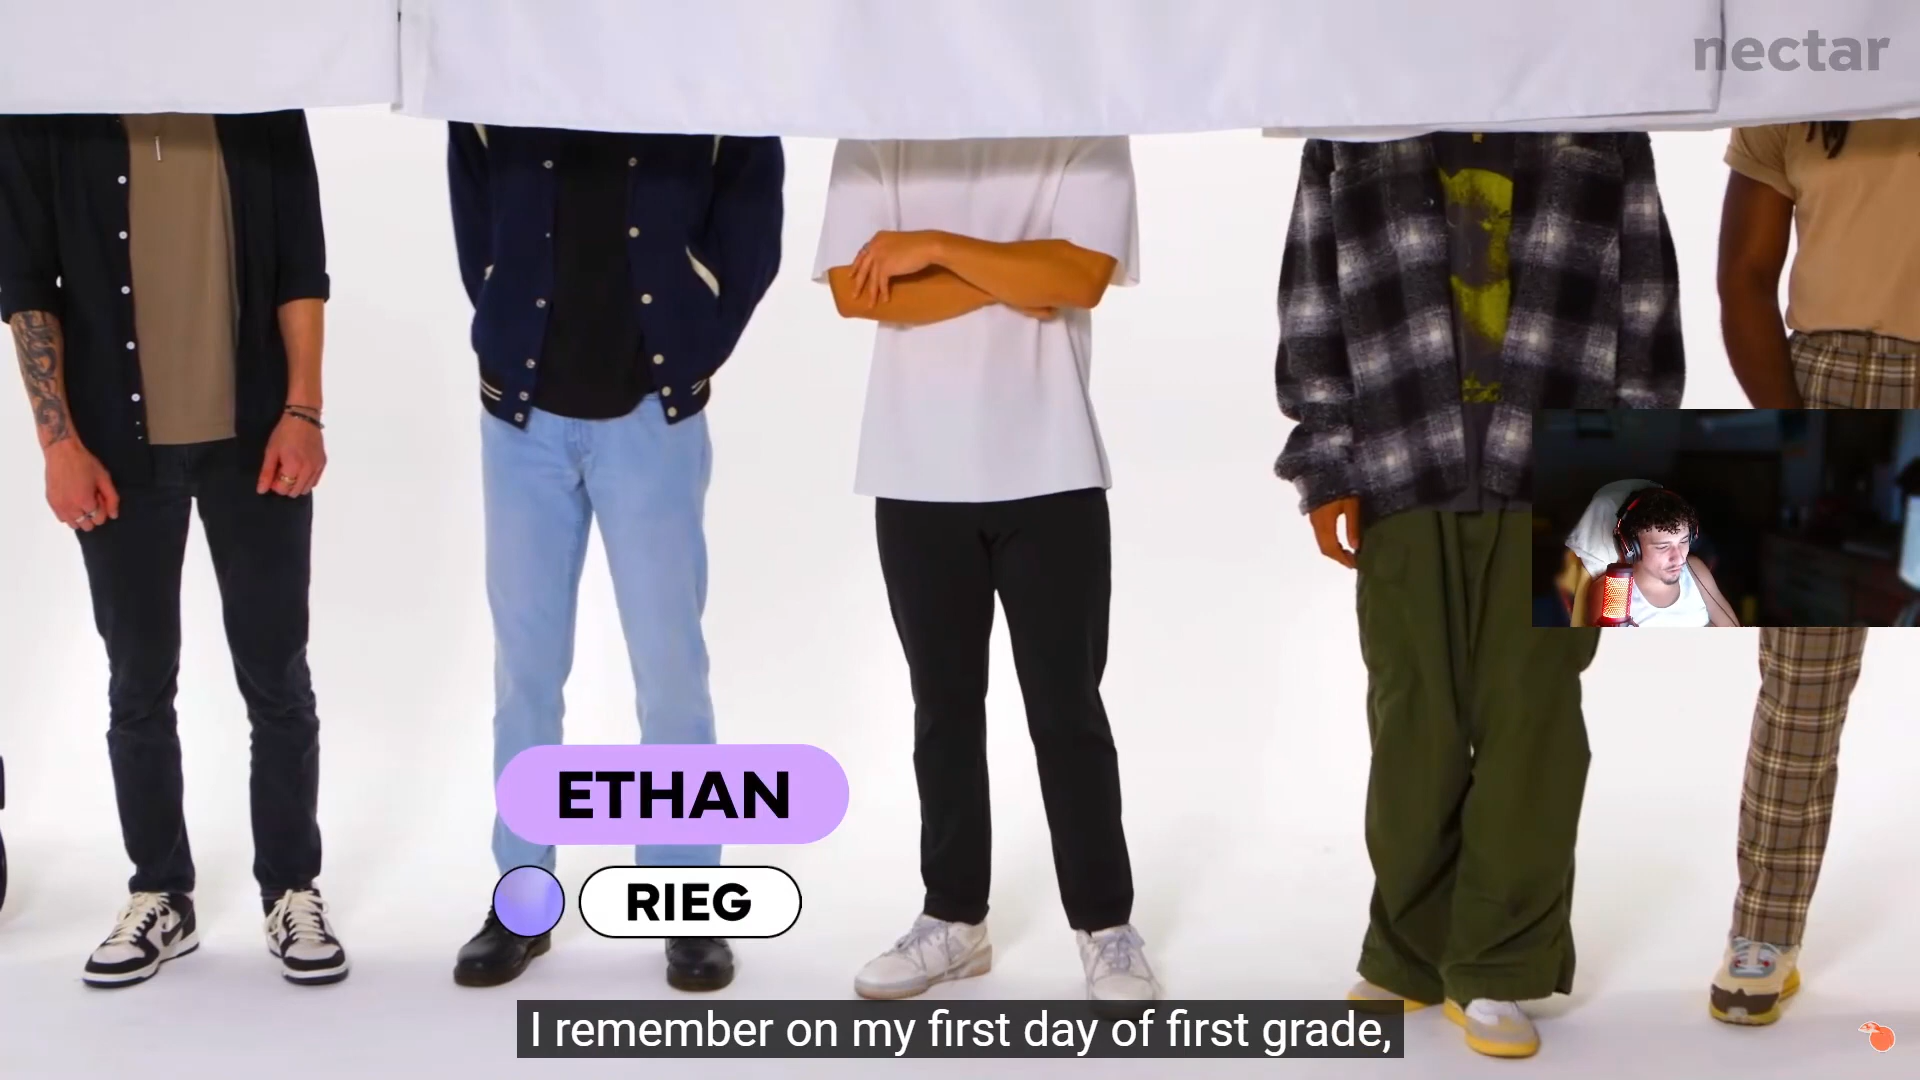 nectar
ETHAN
RIEG
I remember on my first day of first grade,